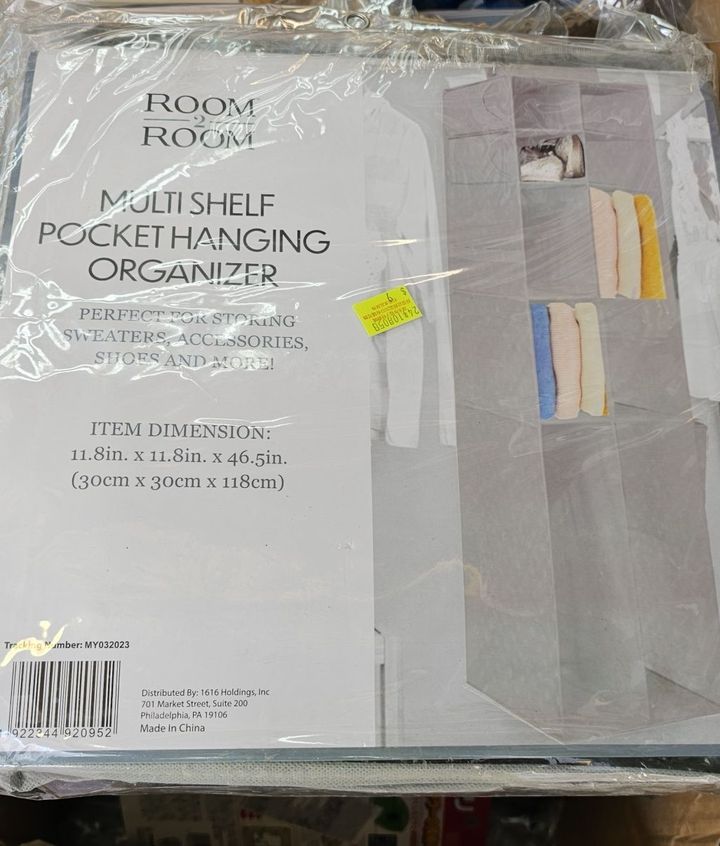 ROOM
2
ROOM
MULTI SHELF
POCKET HANGING
ORGANIZER
PERFECT FOR STORING
SWEATERS, ACCESSORIES,
SHOES AND MORE!
ITEM DIMENSION:
11.8in. x 11.8in. x 46.5in.
(30cm x 30cm x 118cm)
Tracking Number: MY032023
922344 920952
Distributed By: 1616 Holdings, Inc
701 Market Street, Suite 200
Philadelphia, PA 19106
Made In China